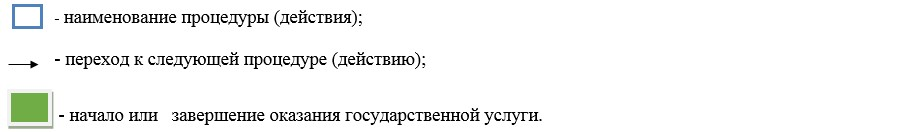 - наименование процедуры (действия);
- переход к следующей процедуре (действию);
- начало или завершение оказания государственной услуги.